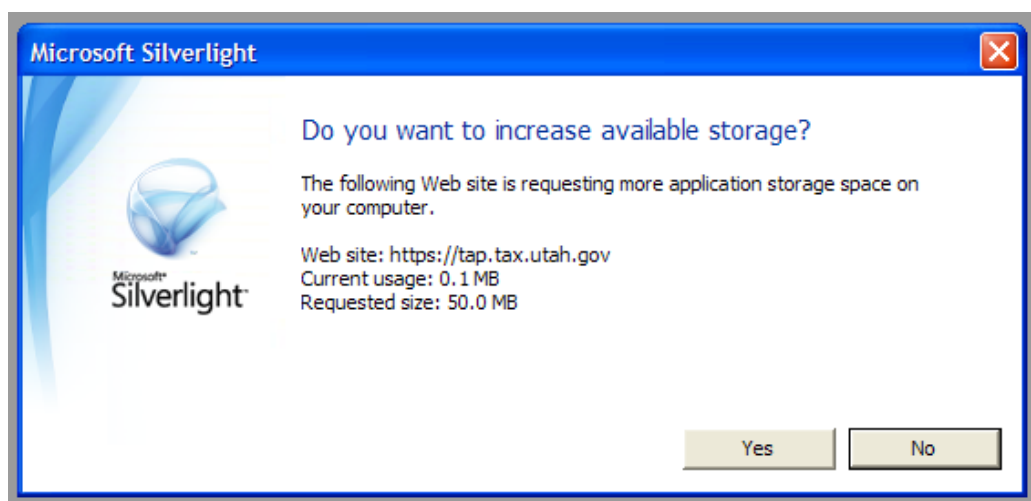 Microsoft Silverlight
Do you want to increase available storage?
The following Web site is requesting more application storage space on
your computer.
Web site: https://tap.tax.utah.gov
Current usage: 0.1 MB
Requested size: 50.0 MB
Microsoft®
Silverlight™
Yes
No